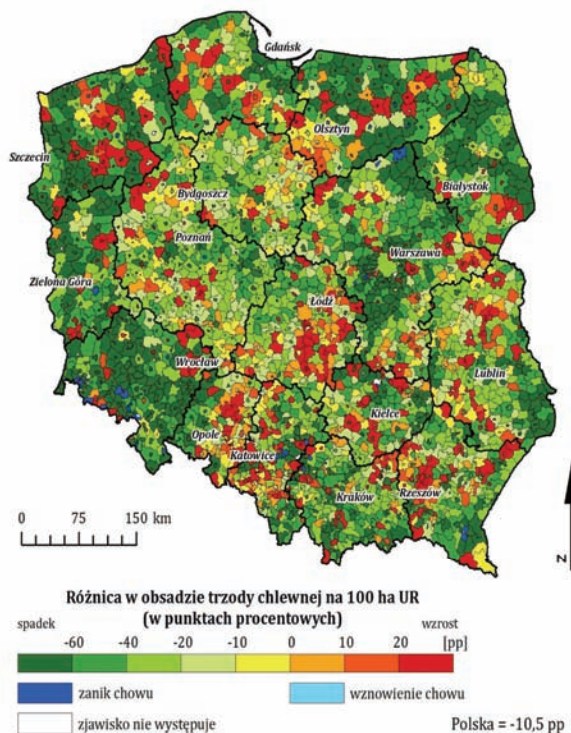 Gdańsk
Olsztyn
Szczecin
Białystok
Bydgoszcz
Poznań
Warszawa
Zielona Góra
Łódź
Wrocław
Lublin
Opole
Kielce
Katowice
Kraków
Rzeszów
0 75 150 km
N
Różnica w obsadzie trzody chlewnej na 100 ha UR
(w punktach procentowych)
spadek wzrost
-60 -40 -20 -10 0 10 20 [pp]
zanik chowu wznowienie chowu
zjawisko nie występuje Polska = -10,5 pp